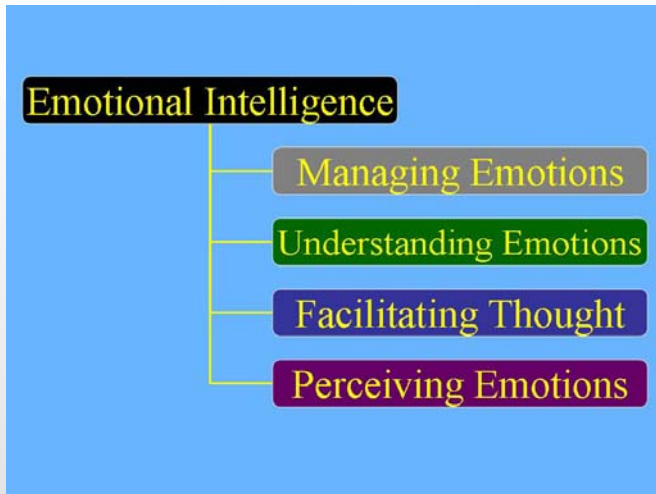 Emotional Intelligence
Managing Emotions
Understanding Emotions
Facilitating Thought
Perceiving Emotions